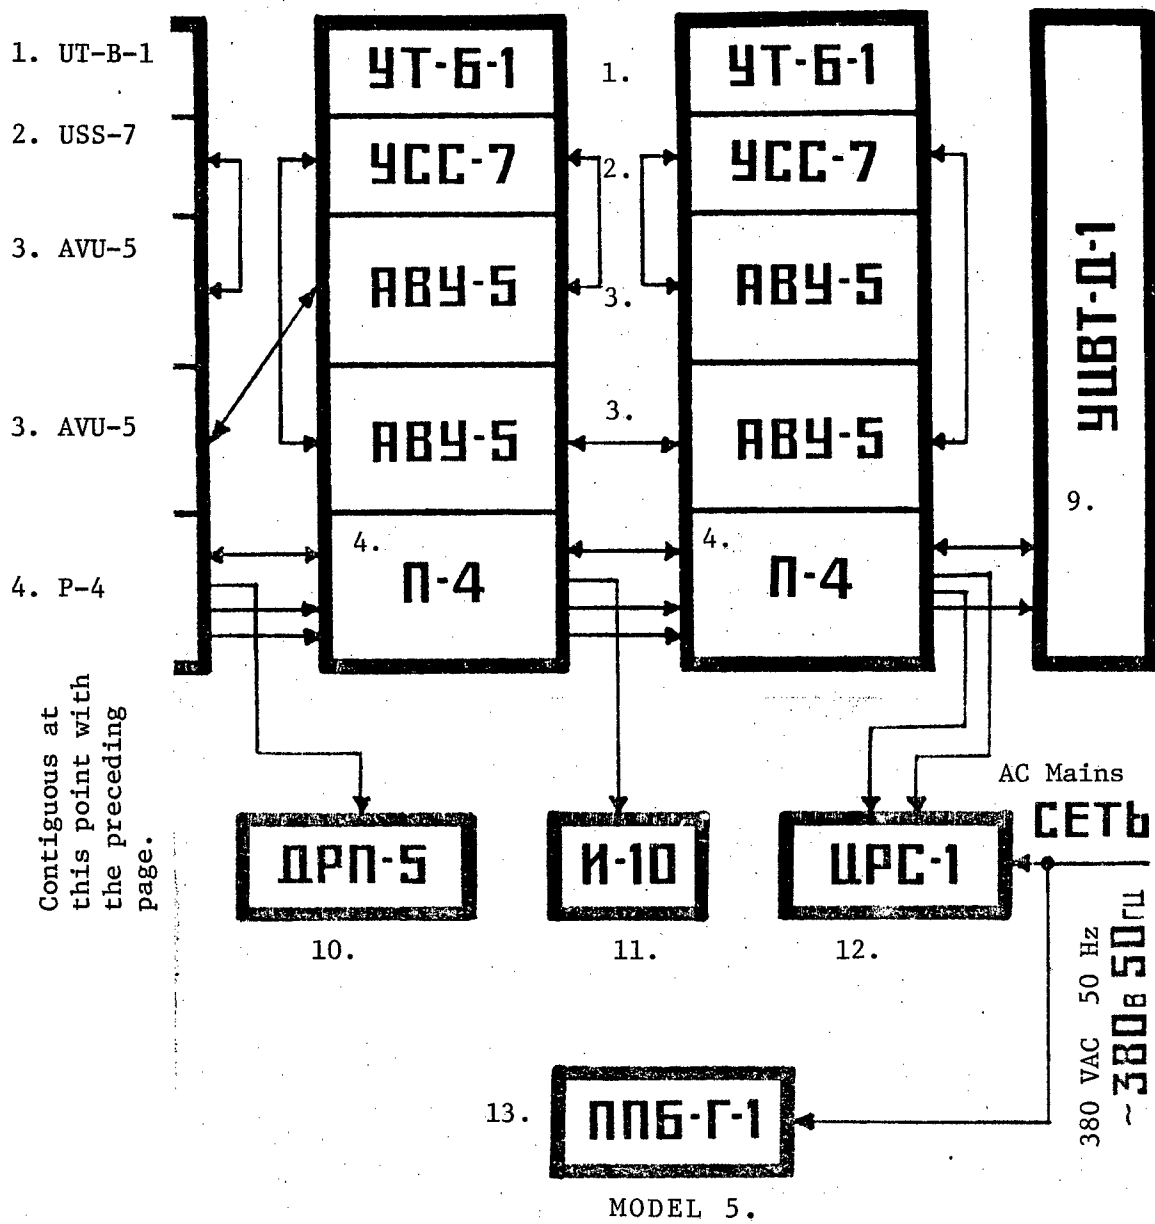 1. UT-B-1
УТ-Б-1
1.
УТ-Б-1
2. USS-7
УСС-7
2.
УСС-7
3. AVU-5
АВУ-5
3.
АВУ-5
УЦВТ-Д-1
3. AVU-5
АВУ-5
3.
АВУ-5
9.
4. P-4
4.
П-4
4.
П-4
Contiguous at
this point with
the preceding
page.
AC Mains
СЕТЬ
ДРП-5
И-10
ЦРС-1
10.
11.
12.
380 VAC 50 Hz
~380в 50гц
13.
ППБ-Г-1
MODEL 5.